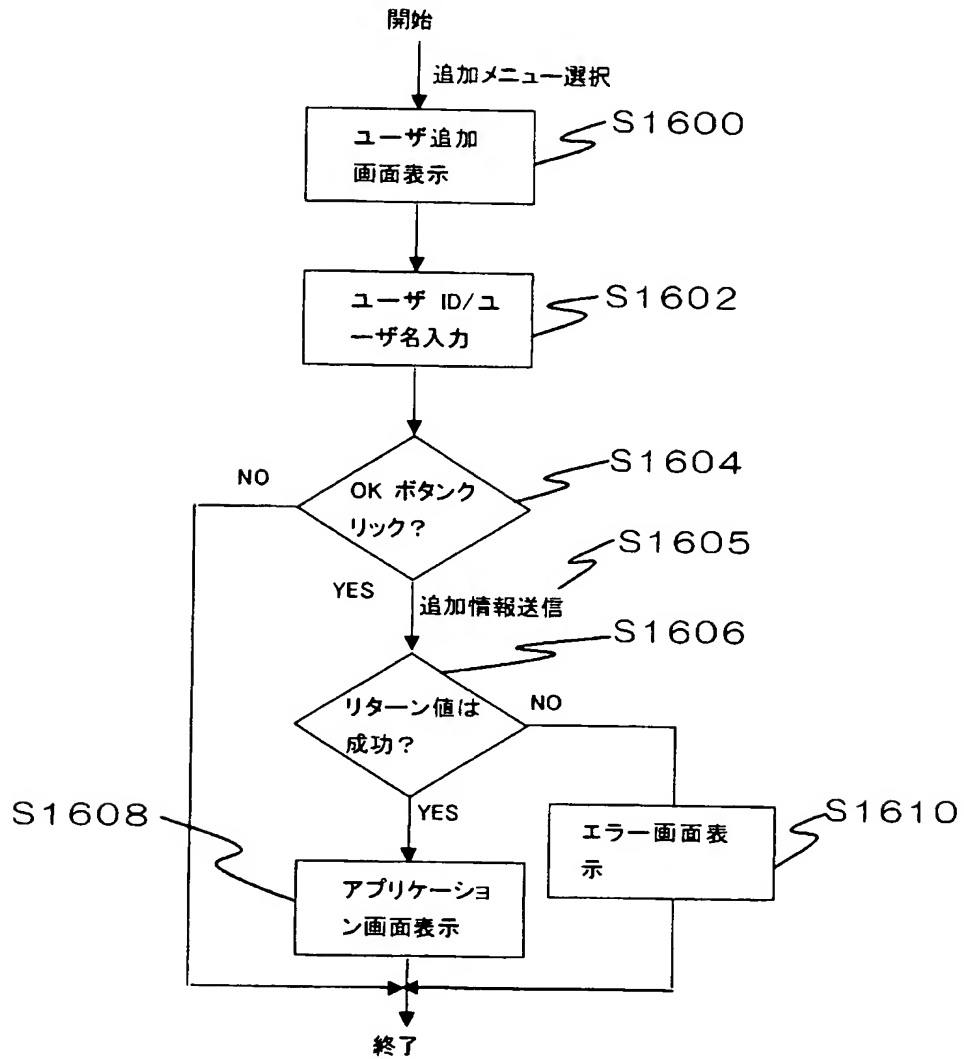 開始
追加メニュー選択
S1600
ユーザ追加
画面表示
S1602
ユーザ ID/ユ
ーザ名入力
S1604
NO
OK ボタンク
リック?
S1605
YES
追加情報送信
S1606
リターン値は
成功?
NO
S1608
YES
S1610
エラー画面表
示
アプリケーショ
ン画面表示
終了